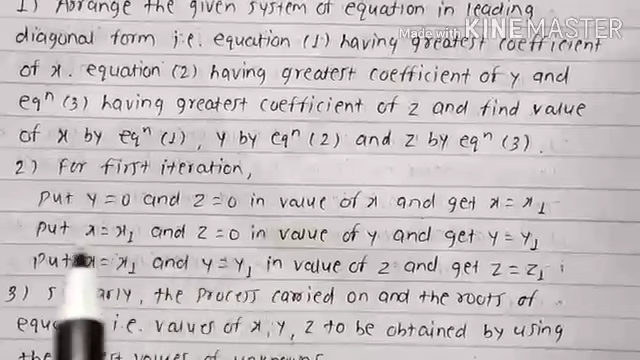 1) Arrange the given system of equation in leading
Made with KINEMASTER
diagonal form i.e. equation (1) having greatest coefficient
of x. equation (2) having greatest coefficient of y and
eqⁿ (3) having greatest coefficient of z and find value
of x by eqⁿ (1), y by eqⁿ (2) and z by eqⁿ (3).
2) For first iteration,
put y=0 and z=0 in value of x and get x=x₁
put x=x₁ and z=0 in value of y and get y=y₁
put x=x₁ and y=y₁ in value of z and get z=z₁
3) the process carried on and the roots of
i.e. values of x, y, z to be obtained by using
values of unknowns